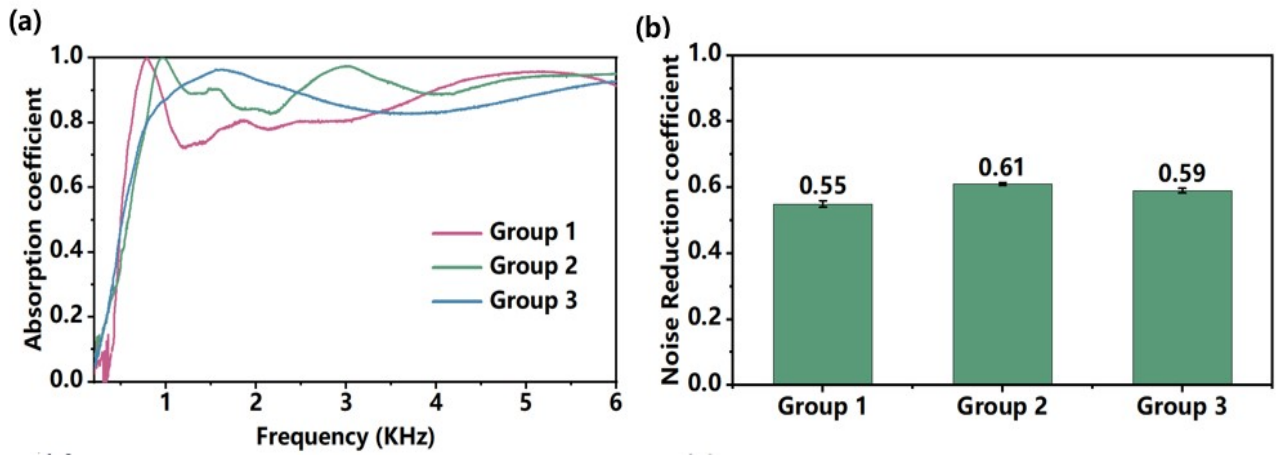 (a)
1.0
0.8
0.6
0.4
0.2
0.0
Absorption coefficient
Group 1
Group 2
Group 3
1 2 3 4 5 6
Frequency (KHz)
(b)
1.0
0.8
0.6
0.4
0.2
0.0
Noise Reduction coefficient
0.55 0.61 0.59
Group 1 Group 2 Group 3